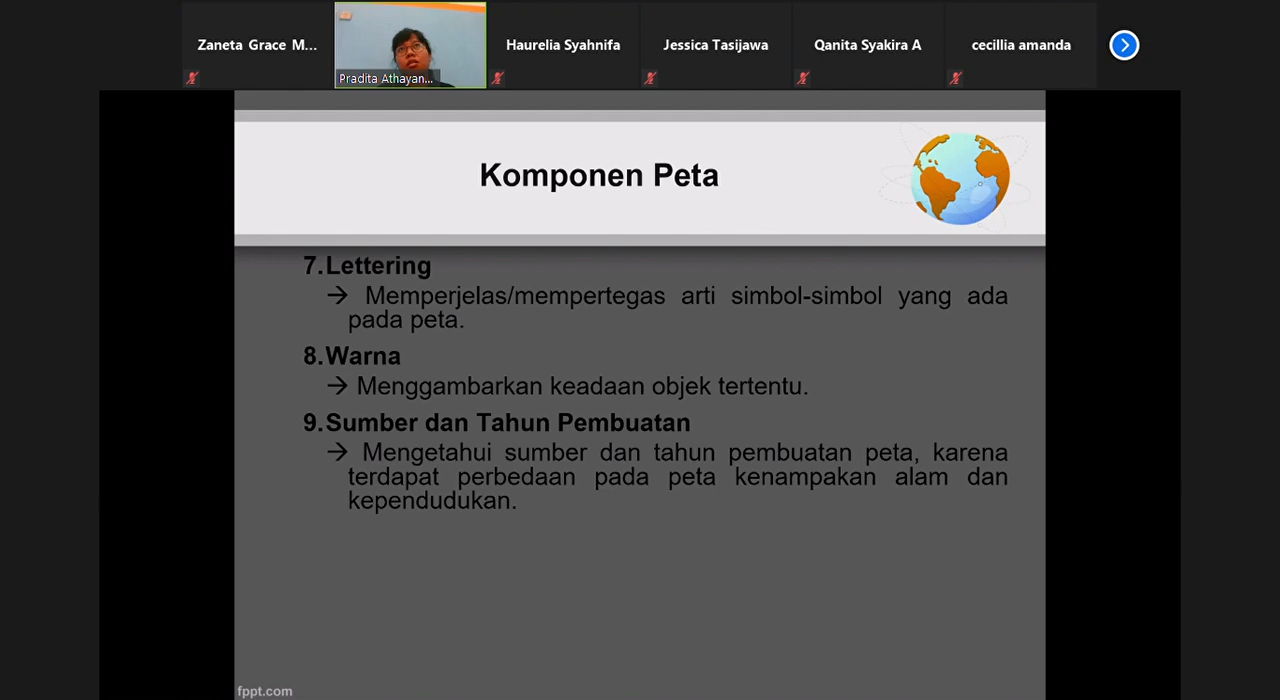 Zaneta Grace M...
Pradita Athayan...
Haurelia Syahnifa
Jessica Tasijawa
Qanita Syakira A
cecillia amanda
Komponen Peta
7.Lettering
→ Memperjelas/mempertegas arti simbol-simbol yang ada
pada peta.
8.Warna
→ Menggambarkan keadaan objek tertentu.
9.Sumber dan Tahun Pembuatan
→ Mengetahui sumber dan tahun pembuatan peta, karena
terdapat perbedaan pada peta kenampakan alam dan
kependudukan.
fppt.com